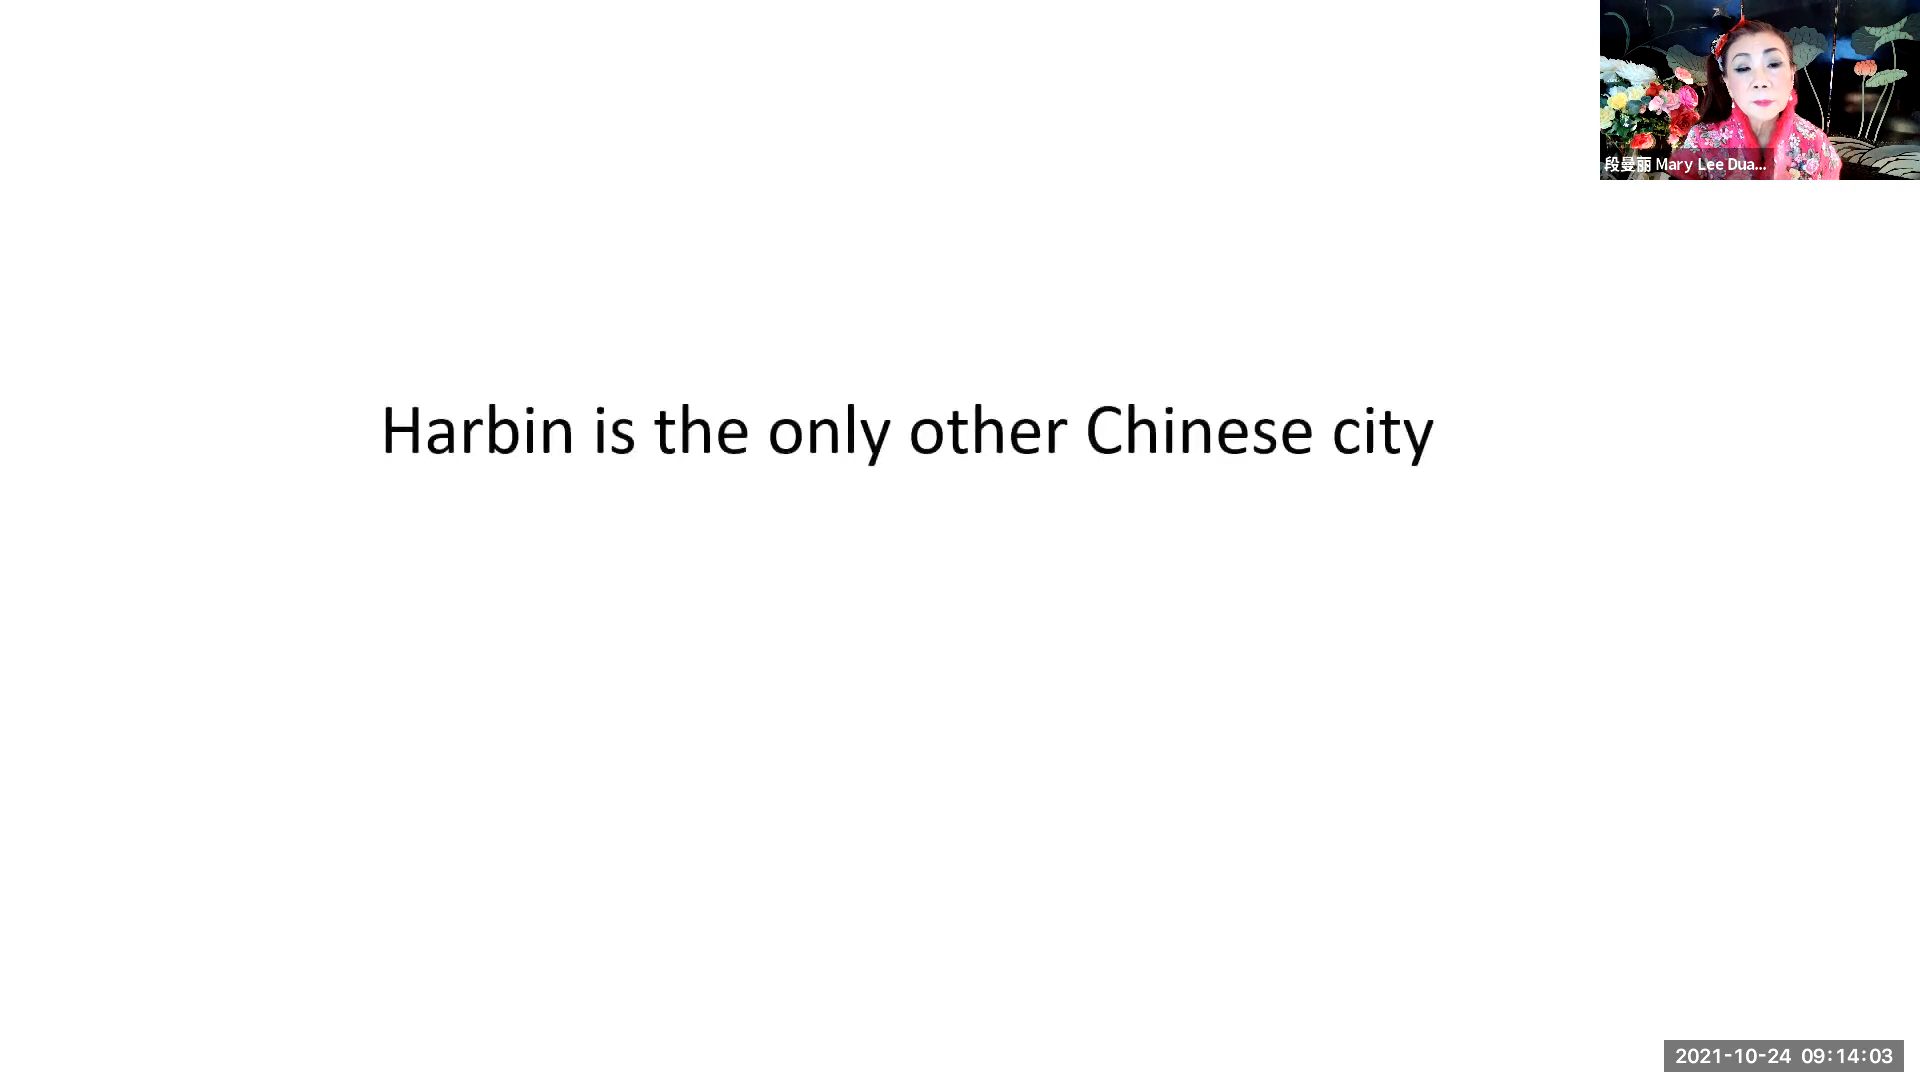 段曼丽 Mary Lee Dua...
Harbin is the only other Chinese city
2021-10-24 09:14:03